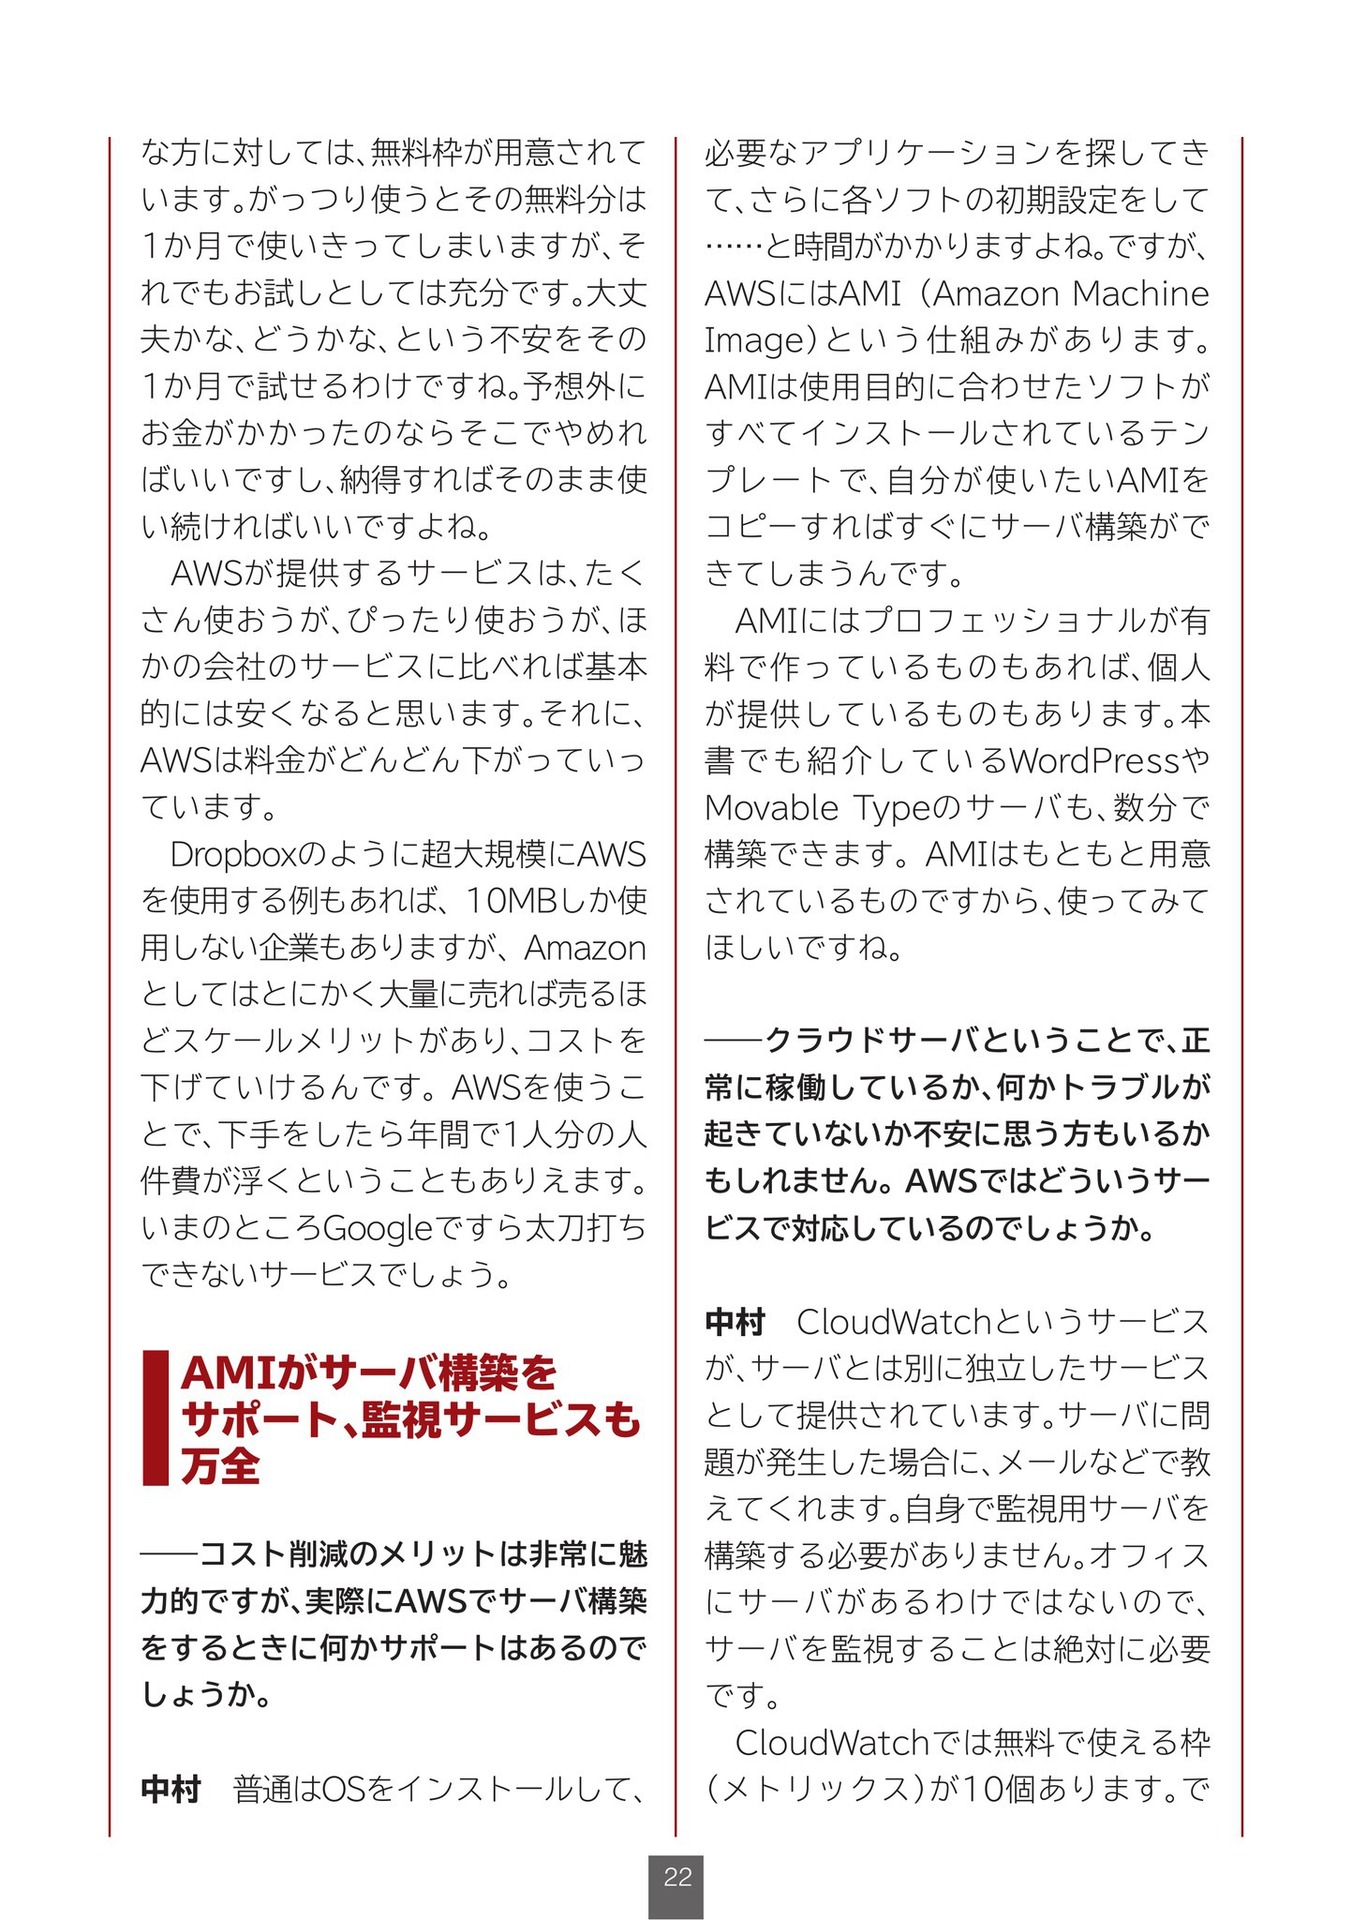 な方に対しては、無料枠が用意されて
います。がっつり使うとその無料分は
1か月で使いきってしまいますが、そ
れでもお試しとしては充分です。大丈
夫かな、どうかな、という不安をその
1か月で試せるわけですね。予想外に
お金がかかったのならそこでやめれ
ばいいですし、納得すればそのまま使
い続ければいいですよね。
　AWSが提供するサービスは、たく
さん使おうが、ぴったり使おうが、ほ
かの会社のサービスに比べれば基本
的には安くなると思います。それに、
AWSは料金がどんどん下がっていっ
ています。
　Dropboxのように超大規模にAWS
を使用する例もあれば、10MBしか使
用しない企業もありますが、Amazon
としてはとにかく大量に売れば売るほ
どスケールメリットがあり、コストを
下げていけるんです。AWSを使うこ
とで、下手をしたら年間で1人分の人
件費が浮くということもありえます。
いまのところGoogleですら太刀打ち
できないサービスでしょう。
AMIがサーバ構築を
サポート、監視サービスも
万全
――コスト削減のメリットは非常に魅
力的ですが、実際にAWSでサーバ構築
をするときに何かサポートはあるので
しょうか。
中村　普通はOSをインストールして、
必要なアプリケーションを探してき
て、さらに各ソフトの初期設定をして
……と時間がかかりますよね。ですが、
AWSにはAMI（Amazon Machine
Image）という仕組みがあります。
AMIは使用目的に合わせたソフトが
すべてインストールされているテン
プレートで、自分が使いたいAMIを
コピーすればすぐにサーバ構築がで
きてしまうんです。
　AMIにはプロフェッショナルが有
料で作っているものもあれば、個人
が提供しているものもあります。本
書でも紹介しているWordPressや
Movable Typeのサーバも、数分で
構築できます。AMIはもともと用意
されているものですから、使ってみて
ほしいですね。
――クラウドサーバということで、正
常に稼働しているか、何かトラブルが
起きていないか不安に思う方もいるか
もしれません。AWSではどういうサー
ビスで対応しているのでしょうか。
中村　CloudWatchというサービス
が、サーバとは別に独立したサービス
として提供されています。サーバに問
題が発生した場合に、メールなどで教
えてくれます。自身で監視用サーバを
構築する必要がありません。オフィス
にサーバがあるわけではないので、
サーバを監視することは絶対に必要
です。
　CloudWatchでは無料で使える枠
（メトリックス）が10個あります。で
22